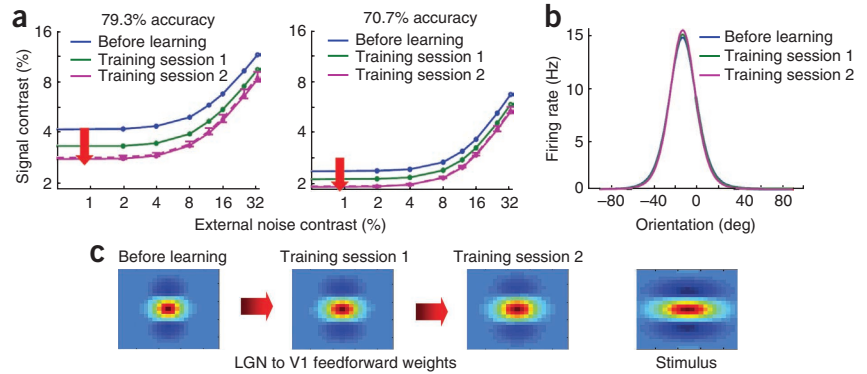 a
79.3% accuracy
Signal contrast (%)
16
8
4
2
Before learning
Training session 1
Training session 2
1 2 4 8 16 32
70.7% accuracy
16
8
4
2
Before learning
Training session 1
Training session 2
1 2 4 8 16 32
External noise contrast (%)
b
Firing rate (Hz)
15
10
5
0
Before learning
Training session 1
Training session 2
−80 −40 0 40 80
Orientation (deg)
c
Before learning
Training session 1
Training session 2
LGN to V1 feedforward weights
Stimulus